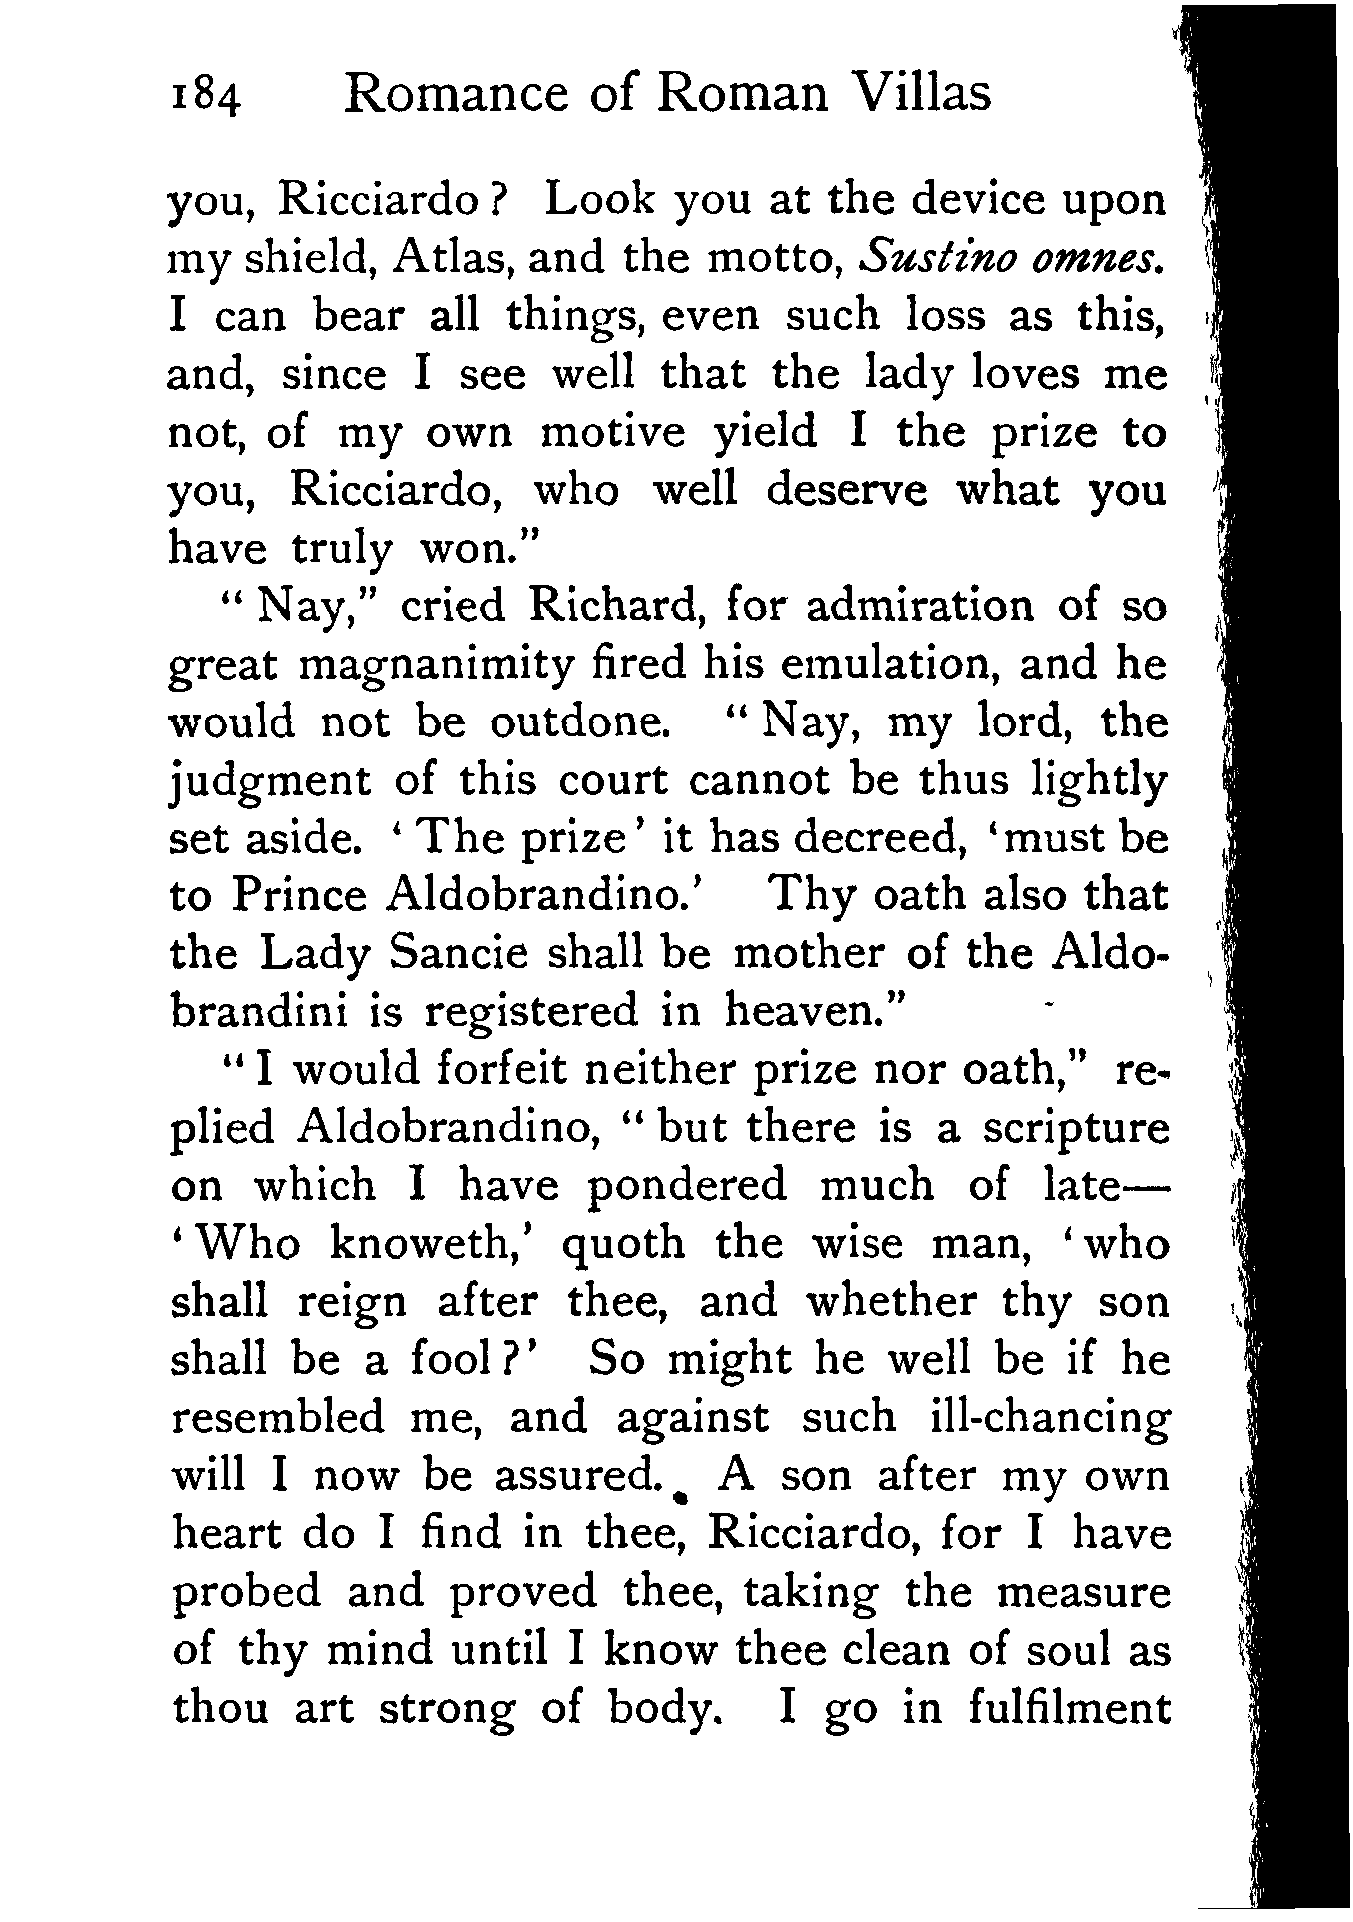 184 Romance of Roman Villas
you, Ricciardo? Look you at the device upon
my shield, Atlas, and the motto, Sustino omnes.
I can bear all things, even such loss as this,
and, since I see well that the lady loves me
not, of my own motive yield I the prize to
you, Ricciardo, who well deserve what you
have truly won."
"Nay," cried Richard, for admiration of so
great magnanimity fired his emulation, and he
would not be outdone. "Nay, my lord, the
judgment of this court cannot be thus lightly
set aside. 'The prize' it has decreed, 'must be
to Prince Aldobrandino.' Thy oath also that
the Lady Sancie shall be mother of the Aldo-
brandini is registered in heaven."
"I would forfeit neither prize nor oath," re-
plied Aldobrandino, "but there is a scripture
on which I have pondered much of late—
'Who knoweth,' quoth the wise man, 'who
shall reign after thee, and whether thy son
shall be a fool?' So might he well be if he
resembled me, and against such ill-chancing
will I now be assured. A son after my own
heart do I find in thee, Ricciardo, for I have
probed and proved thee, taking the measure
of thy mind until I know thee clean of soul as
thou art strong of body. I go in fulfilment